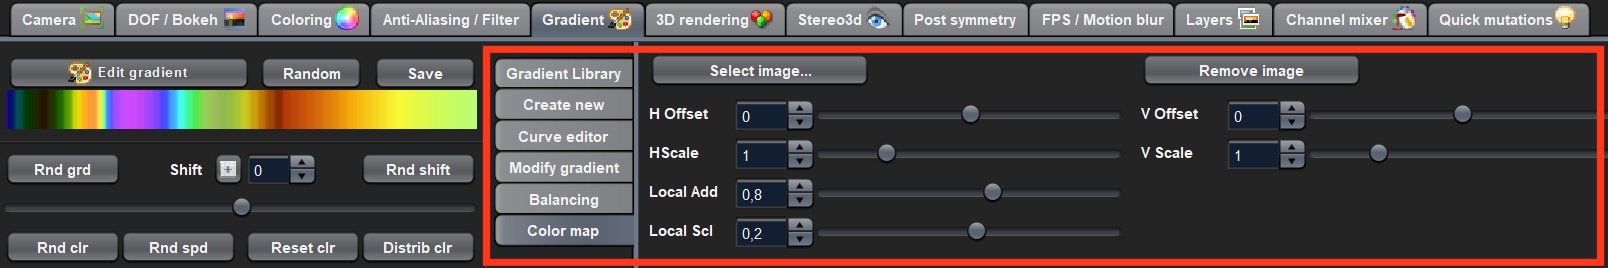 Camera DOF / Bokeh Coloring Anti-Aliasing / Filter Gradient 3D rendering Stereo3d Post symmetry FPS / Motion blur Layers Channel mixer Quick mutations
Edit gradient Random Save
Rnd grd Shift 0 Rnd shift
Rnd clr Rnd spd Reset clr Distrib clr
Gradient Library
Create new
Curve editor
Modify gradient
Balancing
Color map
Select image... Remove image
H Offset 0 V Offset 0
HScale 1 V Scale 1
Local Add 0,8
Local Scl 0,2